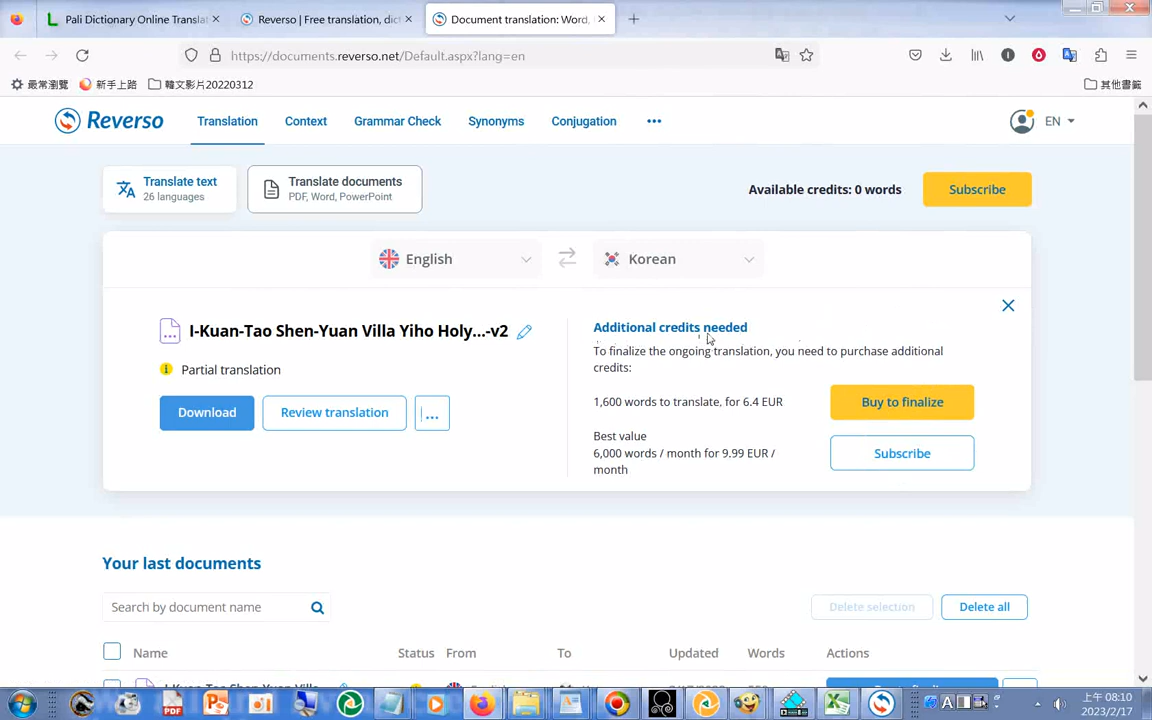 Pali Dictionary Online Translat
Reverso | Free translation, dict
Document translation: Word,
https://documents.reverso.net/Default.aspx?lang=en
最常瀏覽
新手上路
韓文影片20220312
其他書籤
Reverso
Translation
Context
Grammar Check
Synonyms
Conjugation
EN
Translate text
26 languages
Translate documents
PDF, Word, PowerPoint
Available credits: 0 words
Subscribe
English
Korean
I-Kuan-Tao Shen-Yuan Villa Yiho Holy...-v2
Partial translation
Download
Review translation
...
Additional credits needed
To finalize the ongoing translation, you need to purchase additional
credits:
1,600 words to translate, for 6.4 EUR
Buy to finalize
Best value
6,000 words / month for 9.99 EUR /
month
Subscribe
Your last documents
Search by document name
Delete selection
Delete all
Name
Status
From
To
Updated
Words
Actions
上午 08:10
2023/2/17